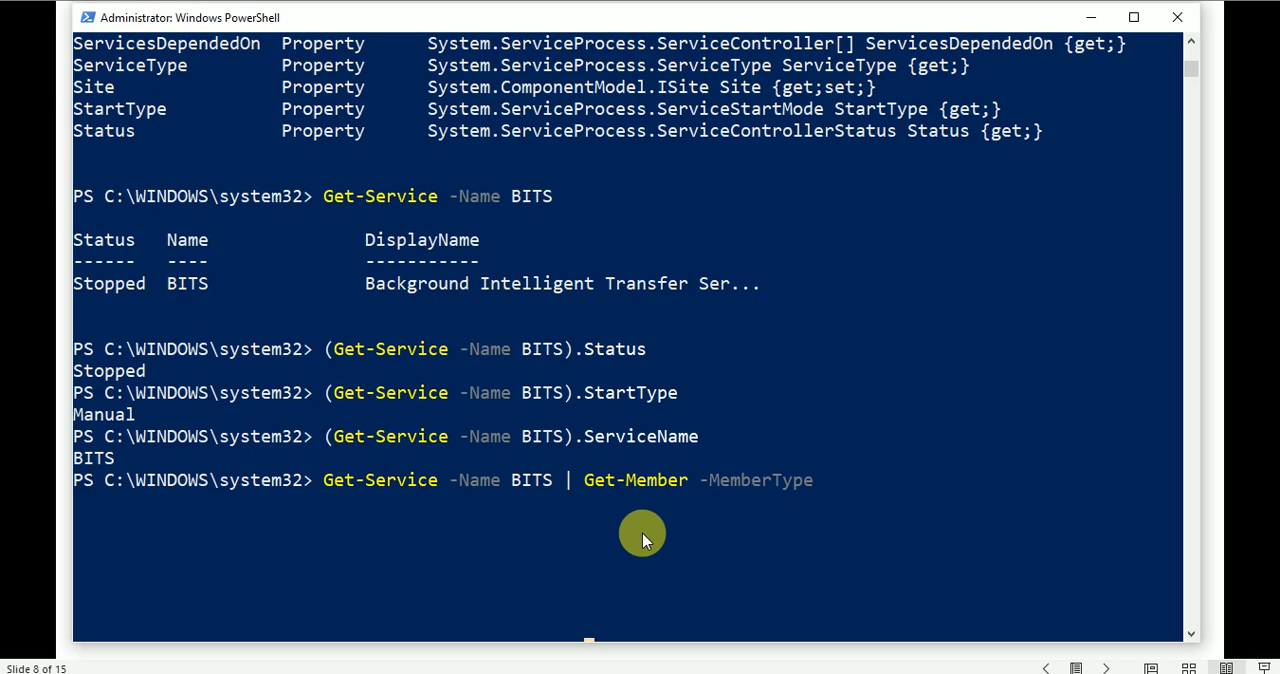 Administrator: Windows PowerShell
ServicesDependedOn Property System.ServiceProcess.ServiceController[] ServicesDependedOn {get;}
ServiceType Property System.ServiceProcess.ServiceType ServiceType {get;}
Site Property System.ComponentModel.ISite Site {get;set;}
StartType Property System.ServiceProcess.ServiceStartMode StartType {get;}
Status Property System.ServiceProcess.ServiceControllerStatus Status {get;}
PS C:\WINDOWS\system32> Get-Service -Name BITS
Status Name DisplayName
------ ---- -----------
Stopped BITS Background Intelligent Transfer Ser...
PS C:\WINDOWS\system32> (Get-Service -Name BITS).Status
Stopped
PS C:\WINDOWS\system32> (Get-Service -Name BITS).StartType
Manual
PS C:\WINDOWS\system32> (Get-Service -Name BITS).ServiceName
BITS
PS C:\WINDOWS\system32> Get-Service -Name BITS | Get-Member -MemberType
Slide 8 of 15